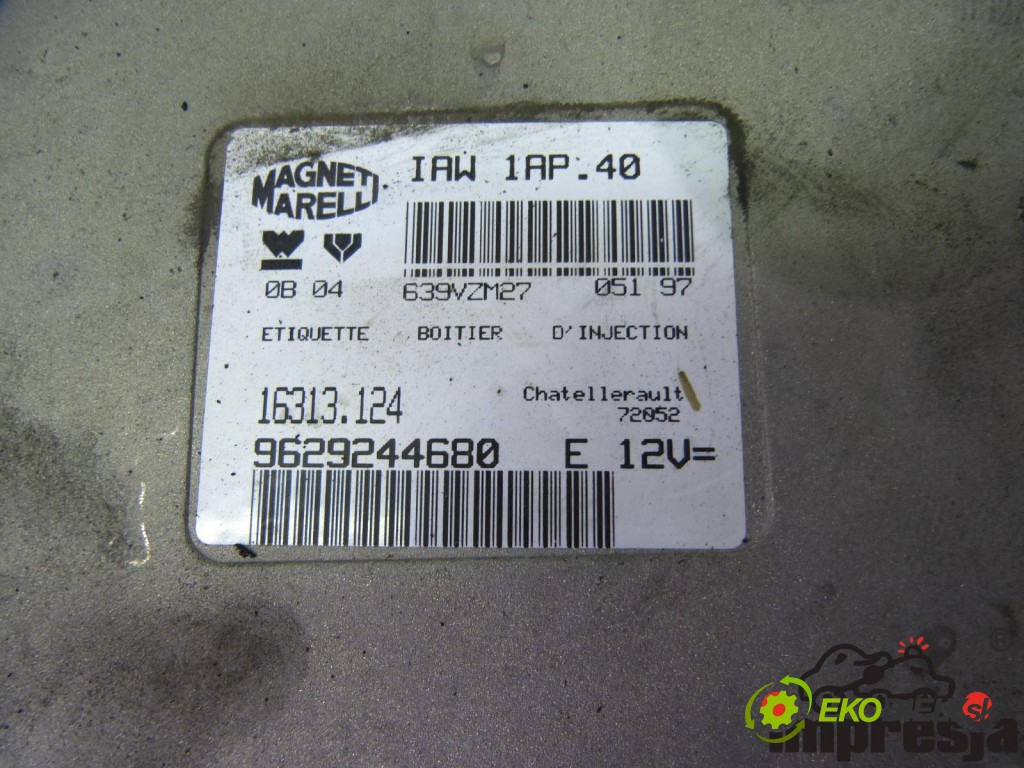 MAGNETI
MARELLI
IAW 1AP.40
0B 04
639VZM27 051 97
ETIQUETTE BOITIER D'INJECTION
16313.124
Chatellerault
72052
9629244680 E 12V=
EKO
s!
impresja